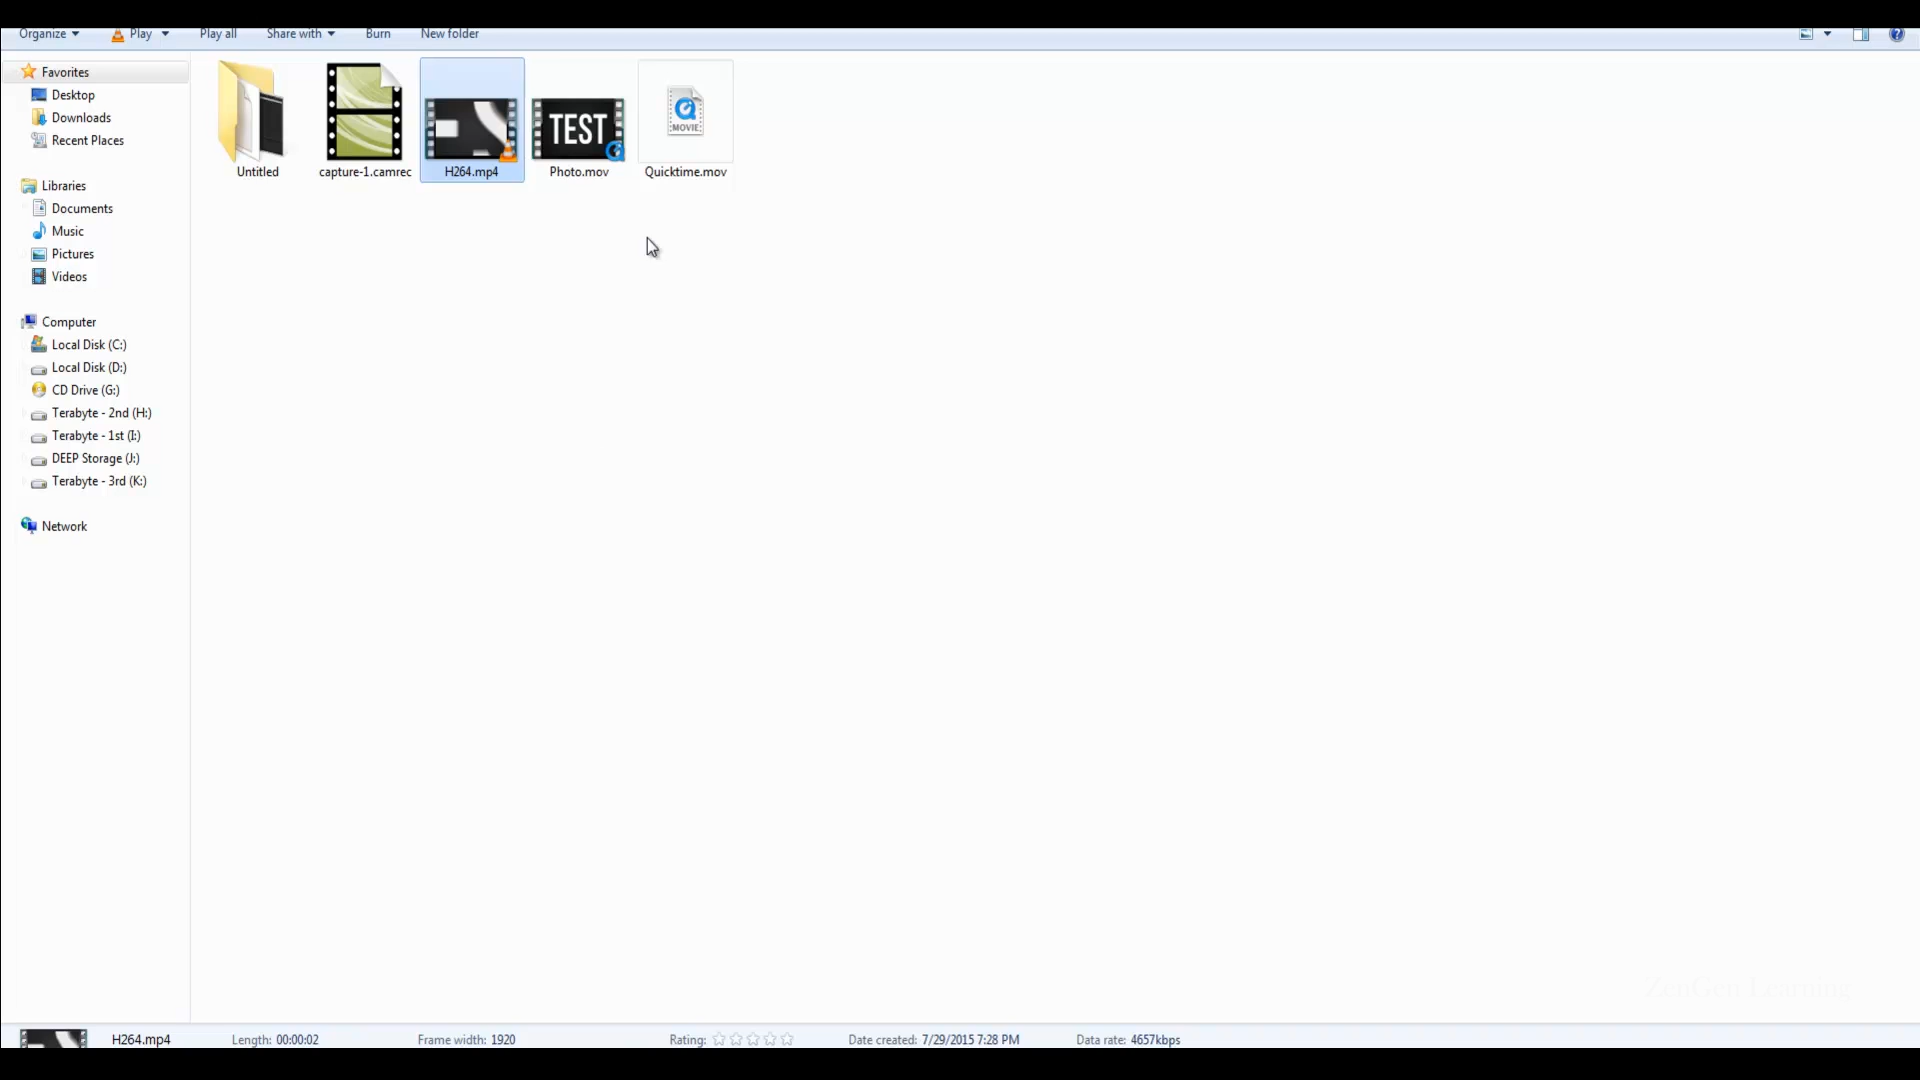 Organize Play Play all Share with Burn New folder
Favorites
Desktop
Downloads
Recent Places
Libraries
Documents
Music
Pictures
Videos
Computer
Local Disk (C:)
Local Disk (D:)
CD Drive (G:)
Terabyte - 2nd (H:)
Terabyte - 1st (I:)
DEEP Storage (J:)
Terabyte - 3rd (K:)
Network
TEST
MOVIE
Untitled capture-1.camrec H264.mp4 Photo.mov Quicktime.mov
ZenGen Learning
H264.mp4 Length: 00:00:02 Frame width: 1920 Rating: Date created: 7/29/2015 7:28 PM Data rate: 4657kbps